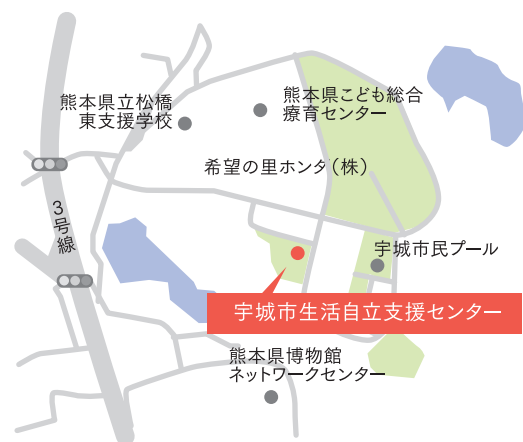 熊本県立松橋
東支援学校
熊本県こども総合
療育センター
希望の里ホンダ(株)
3号線
宇城市民プール
宇城市生活自立支援センター
熊本県博物館
ネットワークセンター